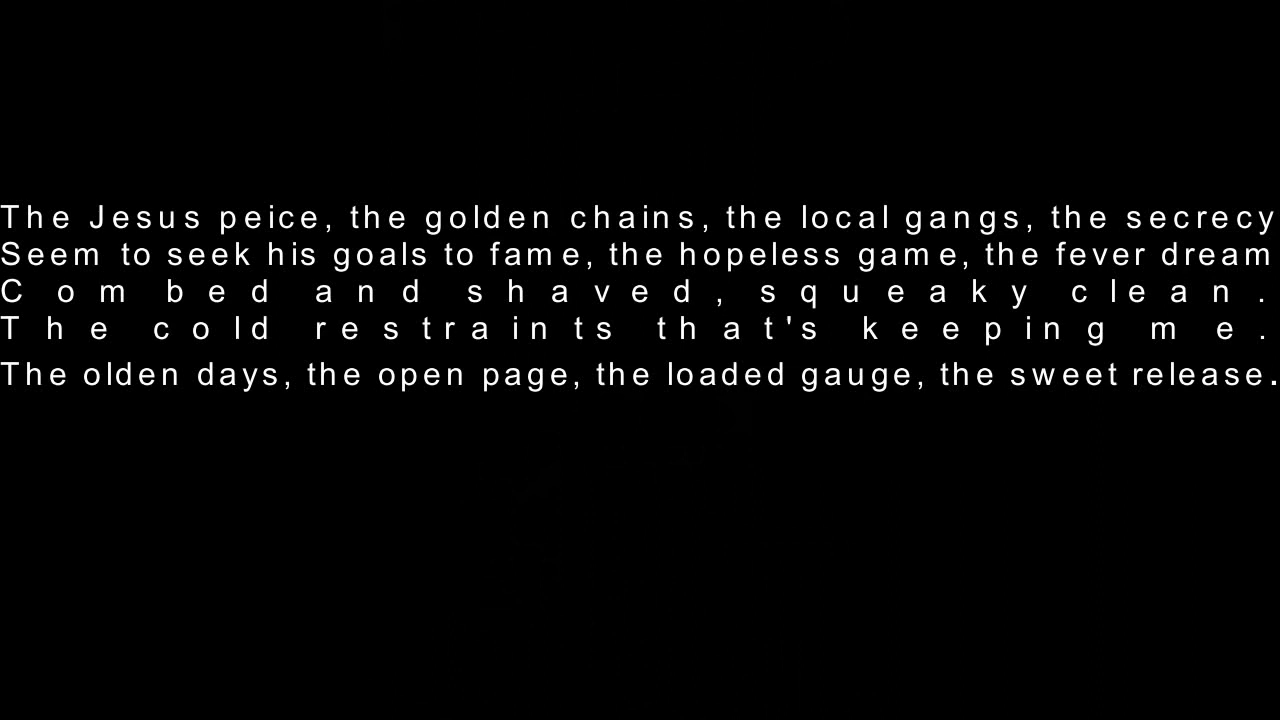 The Jesus peice, the golden chains, the local gangs, the secrecy
Seem to seek his goals to fame, the hopeless game, the fever dream
Combed and shaved, squeaky clean.
The cold restraints that's keeping me.
The olden days, the open page, the loaded gauge, the sweet release.